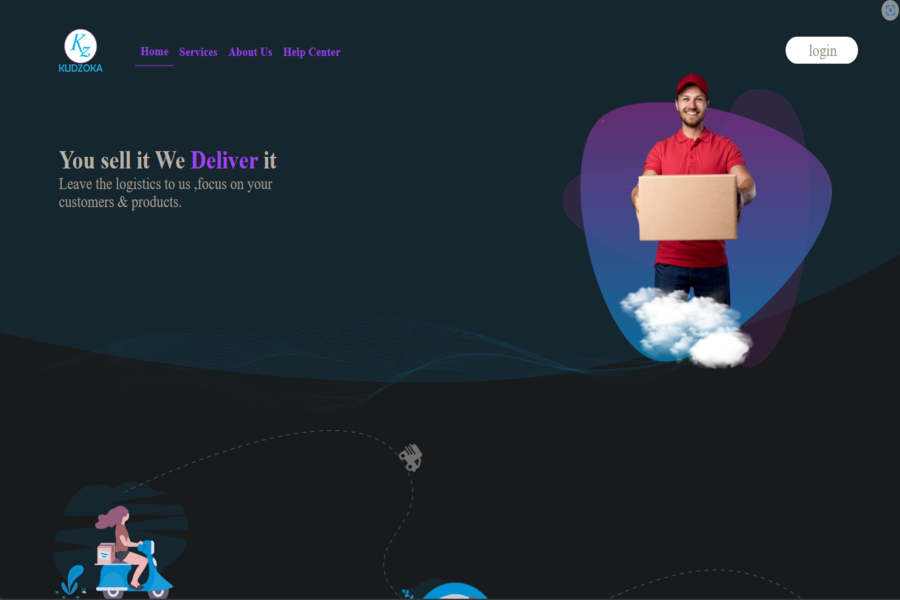 Kz
KUDZOKA
Home Services About Us Help Center
login
You sell it We Deliver it
Leave the logistics to us ,focus on your
customers & products.